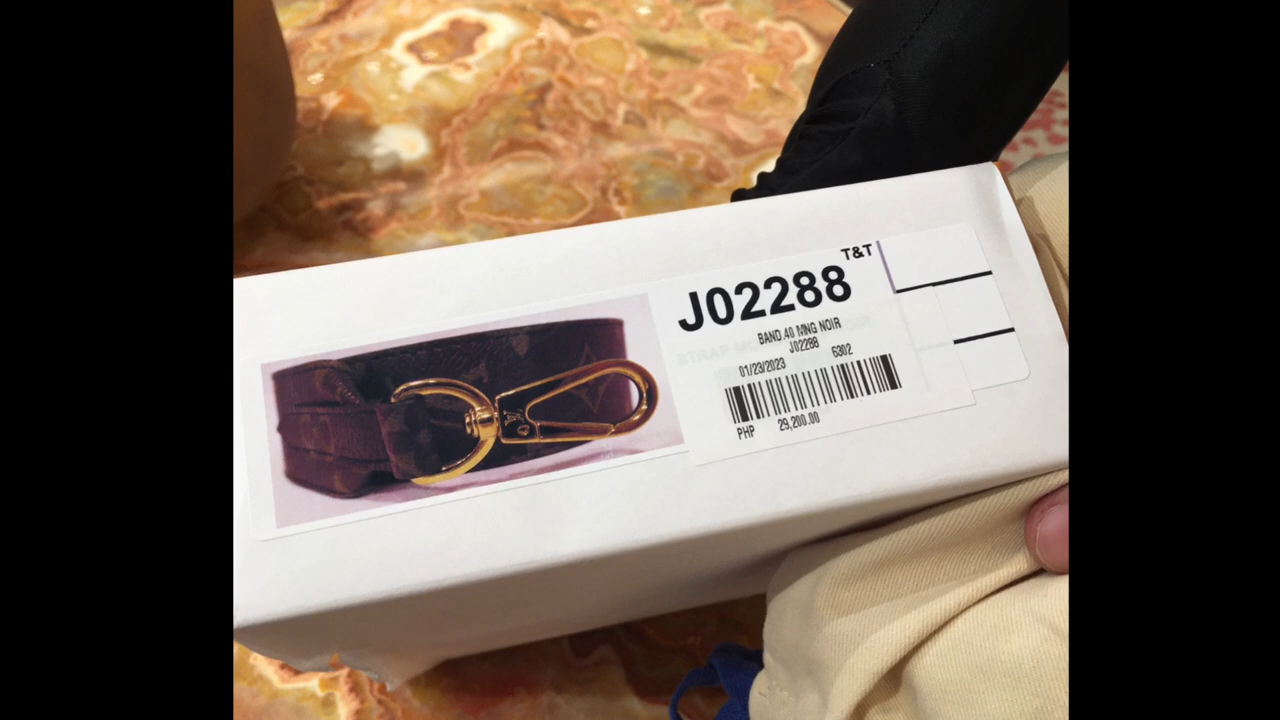 T&T
J02288
BAND 40 MNG NOIR
J02288
01/23/2023 6302
PHP 29,200.00